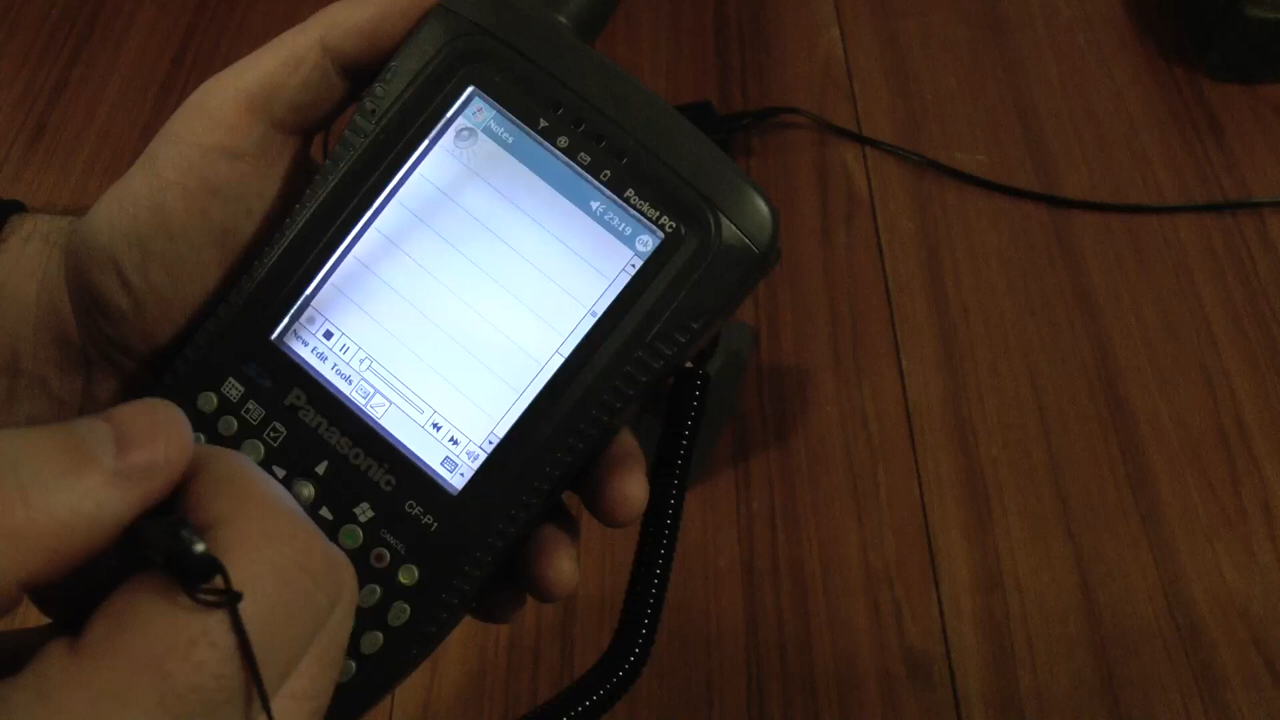 Pocket PC
Notes
23:19
ok
New Edit Tools
Panasonic
CF-P1
CANCEL